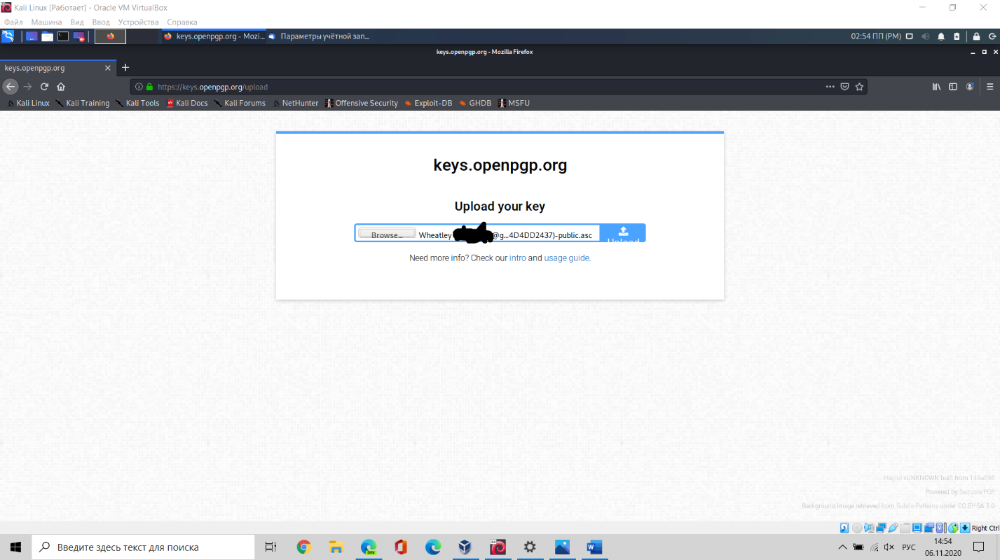 Kali Linux [Работает] - Oracle VM VirtualBox
Файл Машина Вид Ввод Устройства Справка
keys.openpgp.org - Mozi... Параметры учётной зап... 02:54 ПП (PM)
keys.openpgp.org - Mozilla Firefox
keys.openpgp.org
https://keys.openpgp.org/upload
Kali Linux Kali Training Kali Tools Kali Docs Kali Forums NetHunter Offensive Security Exploit-DB GHDB MSFU
keys.openpgp.org
Upload your key
Browse... Wheatley @g...4D4DD2437)-public.asc Upload
Need more info? Check our intro and usage guide.
Hagrid vUNKNOWN built from 149a698
Powered by Sequoia-PGP
Background image retrieved from Subtle Patterns under CC BY-SA 3.0
Right Ctrl
Введите здесь текст для поиска DEV РУС 14:54
06.11.2020